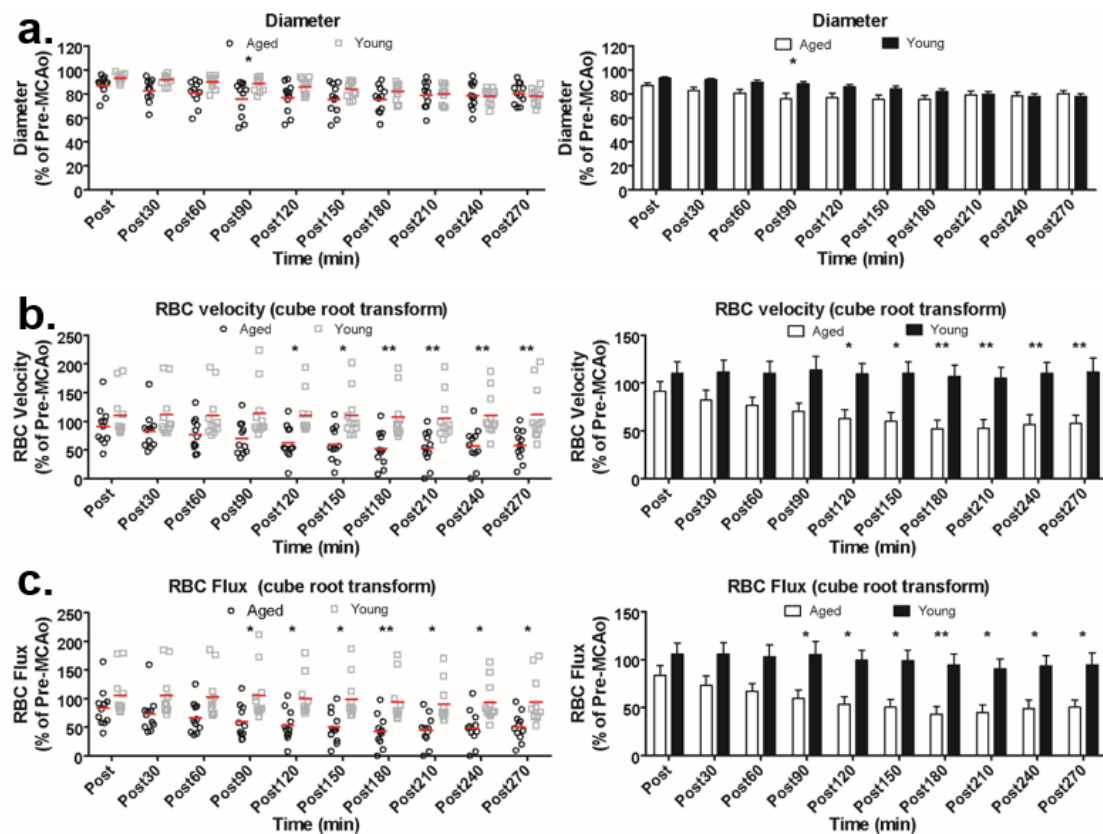 a.
Diameter
Aged Young
*
120
100
80
60
40
20
0
Diameter
(% of Pre-MCAo)
Post Post30 Post60 Post90 Post120 Post150 Post180 Post210 Post240 Post270
Time (min)
Diameter
Aged Young
*
120
100
80
60
40
20
0
Diameter
(% of Pre-MCAo)
Post Post30 Post60 Post90 Post120 Post150 Post180 Post210 Post240 Post270
Time (min)
b.
RBC velocity (cube root transform)
Aged Young
* * ** ** ** **
250
200
150
100
50
0
RBC Velocity
(% of Pre-MCAo)
Post Post30 Post60 Post90 Post120 Post150 Post180 Post210 Post240 Post270
Time (min)
RBC velocity (cube root transform)
Aged Young
* * ** ** ** **
150
100
50
0
RBC Velocity
(% of Pre-MCAo)
Post Post30 Post60 Post90 Post120 Post150 Post180 Post210 Post240 Post270
Time (min)
c.
RBC Flux (cube root transform)
Aged Young
* * * ** * * *
250
200
150
100
50
0
RBC Flux
(% of Pre-MCAo)
Post Post30 Post60 Post90 Post120 Post150 Post180 Post210 Post240 Post270
Time (min)
RBC Flux (cube root transform)
Aged Young
* * * ** * * *
150
100
50
0
RBC Flux
(% of Pre-MCAo)
Post Post30 Post60 Post90 Post120 Post150 Post180 Post210 Post240 Post270
Time (min)